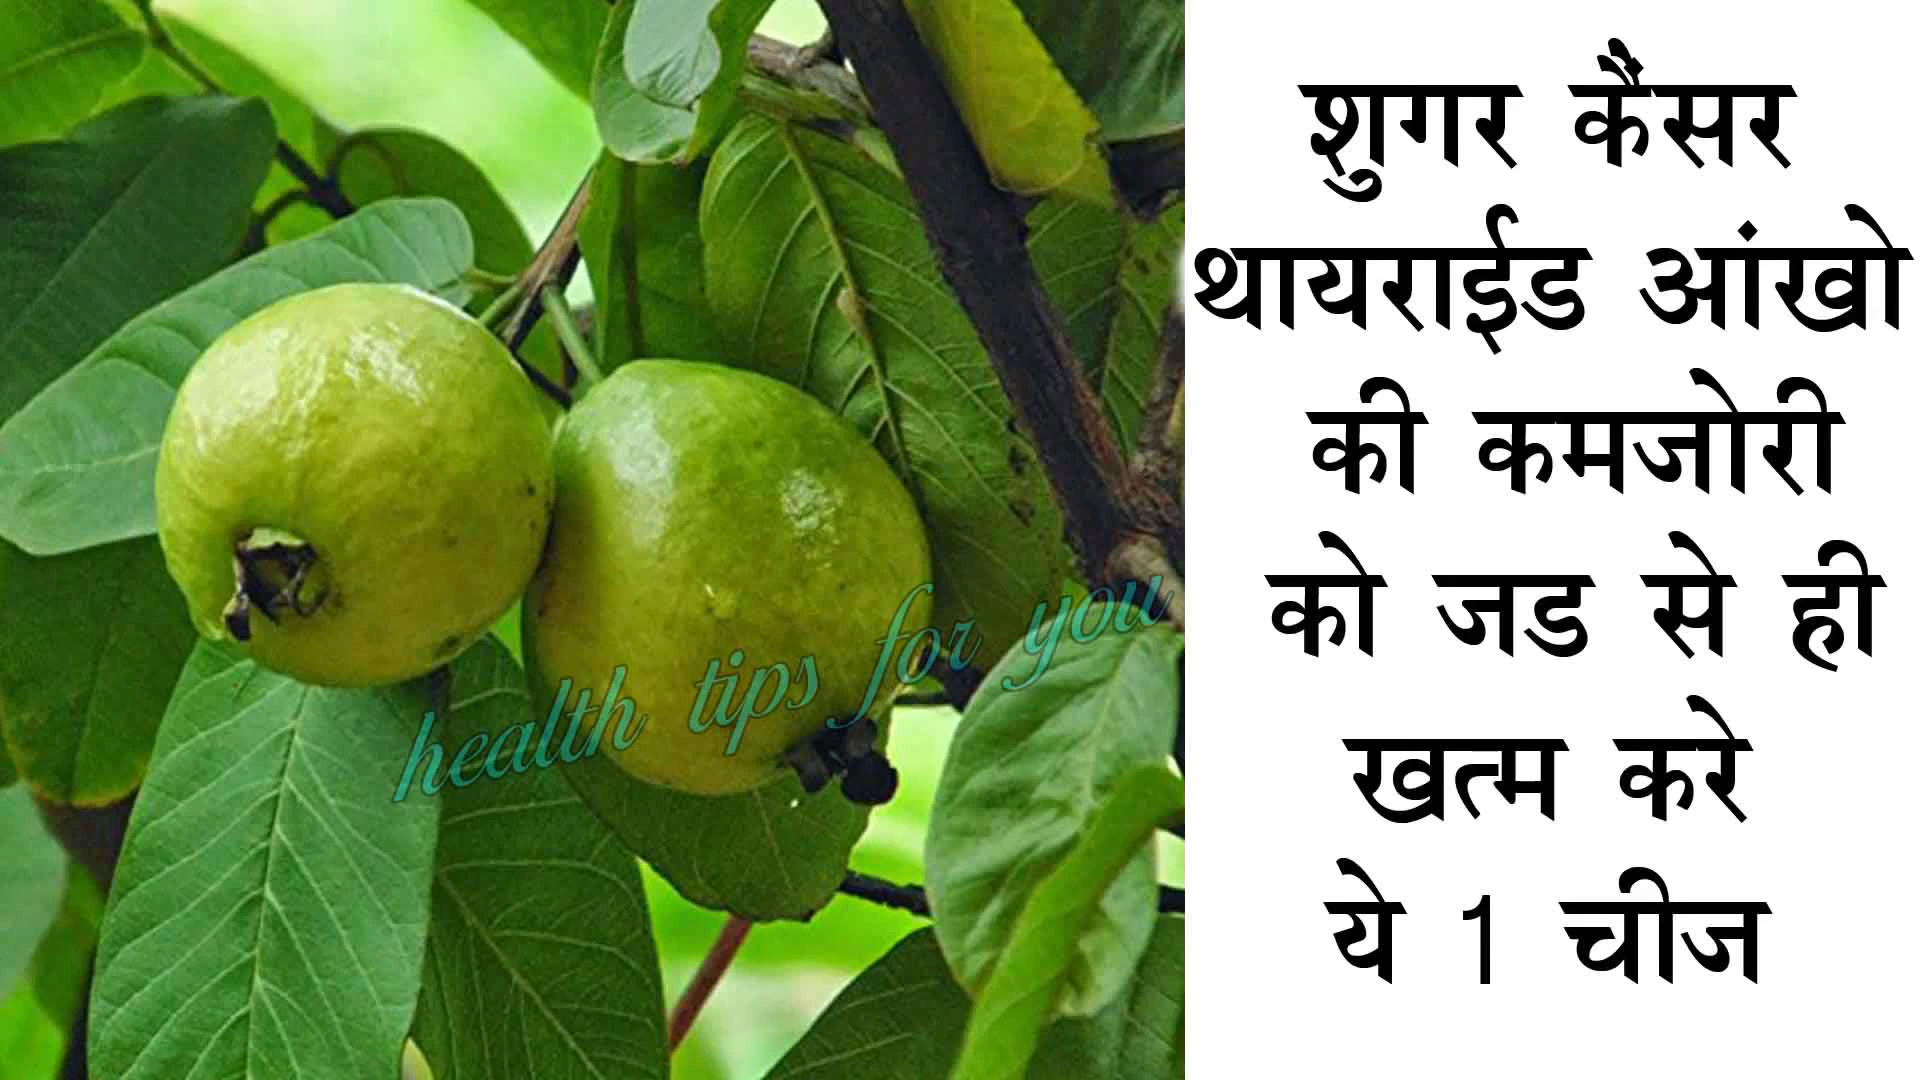 health tips for you
शुगर कैंसर
थायराईड आंखो
की कमजोरी
को जड से ही
खत्म करे
ये 1 चीज